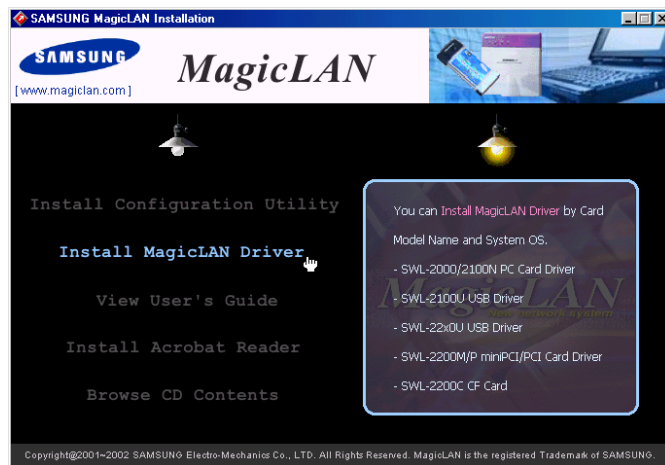 SAMSUNG MagicLAN Installation
SAMSUNG
MagicLAN
[ www.magiclan.com ]
Install Configuration Utility
Install MagicLAN Driver
View User's Guide
Install Acrobat Reader
Browse CD Contents
You can Install MagicLAN Driver by Card
Model Name and System OS.
- SWL-2000/2100N PC Card Driver
- SWL-2100U USB Driver
- SWL-22x0U USB Driver
- SWL-2200M/P miniPCI/PCI Card Driver
- SWL-2200C CF Card
MagicLAN
New network system
Copyright@2001~2002 SAMSUNG Electro-Mechanics Co., LTD. All Rights Reserved. MagicLAN is the registered Trademark of SAMSUNG.